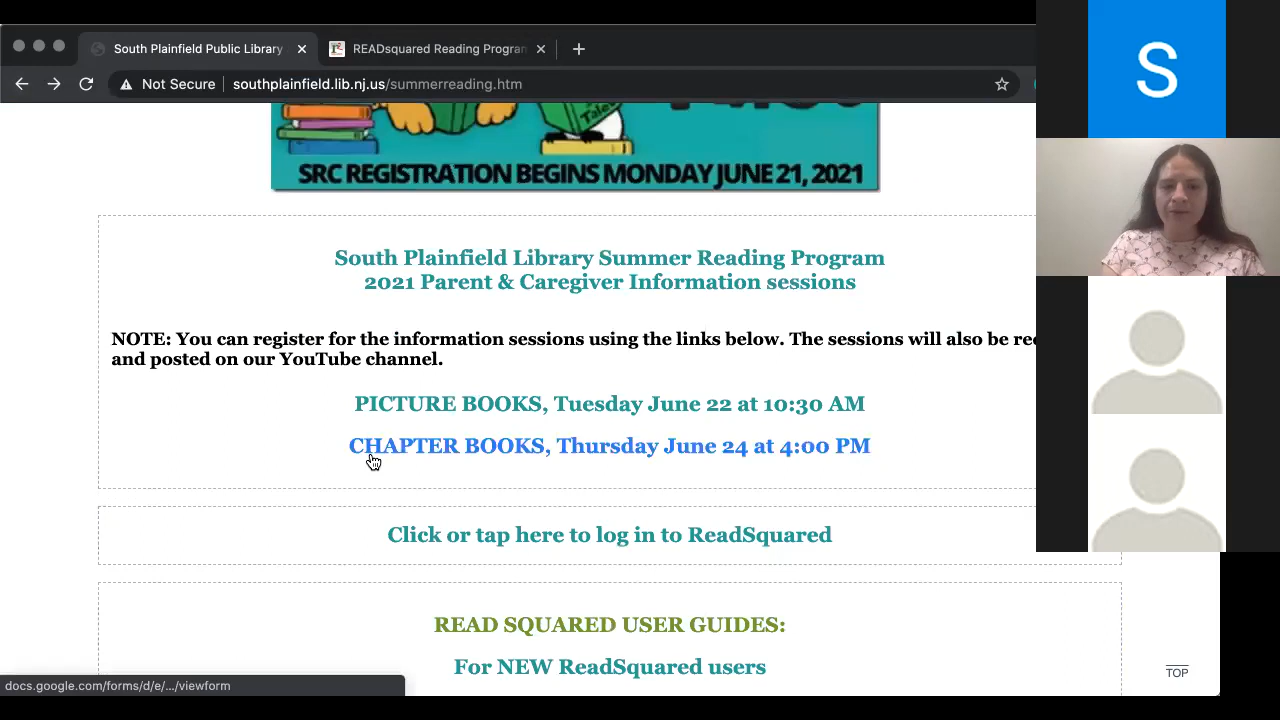 South Plainfield Public Library
READsquared Reading Program
Not Secure
southplainfield.lib.nj.us/summerreading.htm
S
Tales
SRC REGISTRATION BEGINS MONDAY JUNE 21, 2021
South Plainfield Library Summer Reading Program
2021 Parent & Caregiver Information sessions
NOTE: You can register for the information sessions using the links below. The sessions will also be
and posted on our YouTube channel.
PICTURE BOOKS, Tuesday June 22 at 10:30 AM
CHAPTER BOOKS, Thursday June 24 at 4:00 PM
Click or tap here to log in to ReadSquared
READ SQUARED USER GUIDES:
For NEW ReadSquared users
TOP
docs.google.com/forms/d/e/.../viewform